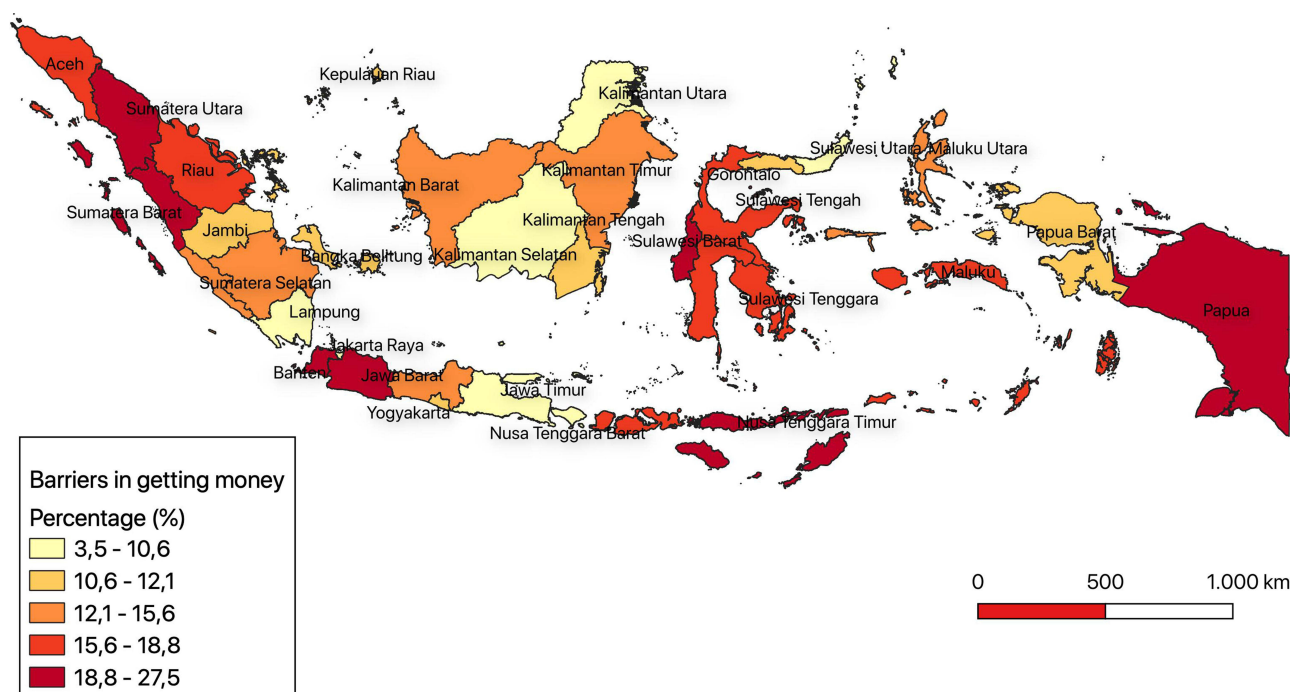 Aceh
Kepulauan Riau
Kalimantan Utara
Sumatera Utara
Sulawesi Utara
Maluku Utara
Riau
Kalimantan Timur
Gorontalo
Kalimantan Barat
Sulawesi Tengah
Sumatera Barat
Kalimantan Tengah
Jambi
Papua Barat
Sulawesi Barat
Bangka Belitung
Kalimantan Selatan
Maluku
Sumatera Selatan
Sulawesi Tenggara
Lampung
Papua
Jakarta Raya
Banten
Jawa Barat
Jawa Timur
Yogyakarta
Nusa Tenggara Timur
Nusa Tenggara Barat
Barriers in getting money
Percentage (%)
3,5 - 10,6
10,6 - 12,1
12,1 - 15,6
15,6 - 18,8
18,8 - 27,5
0 500 1.000 km